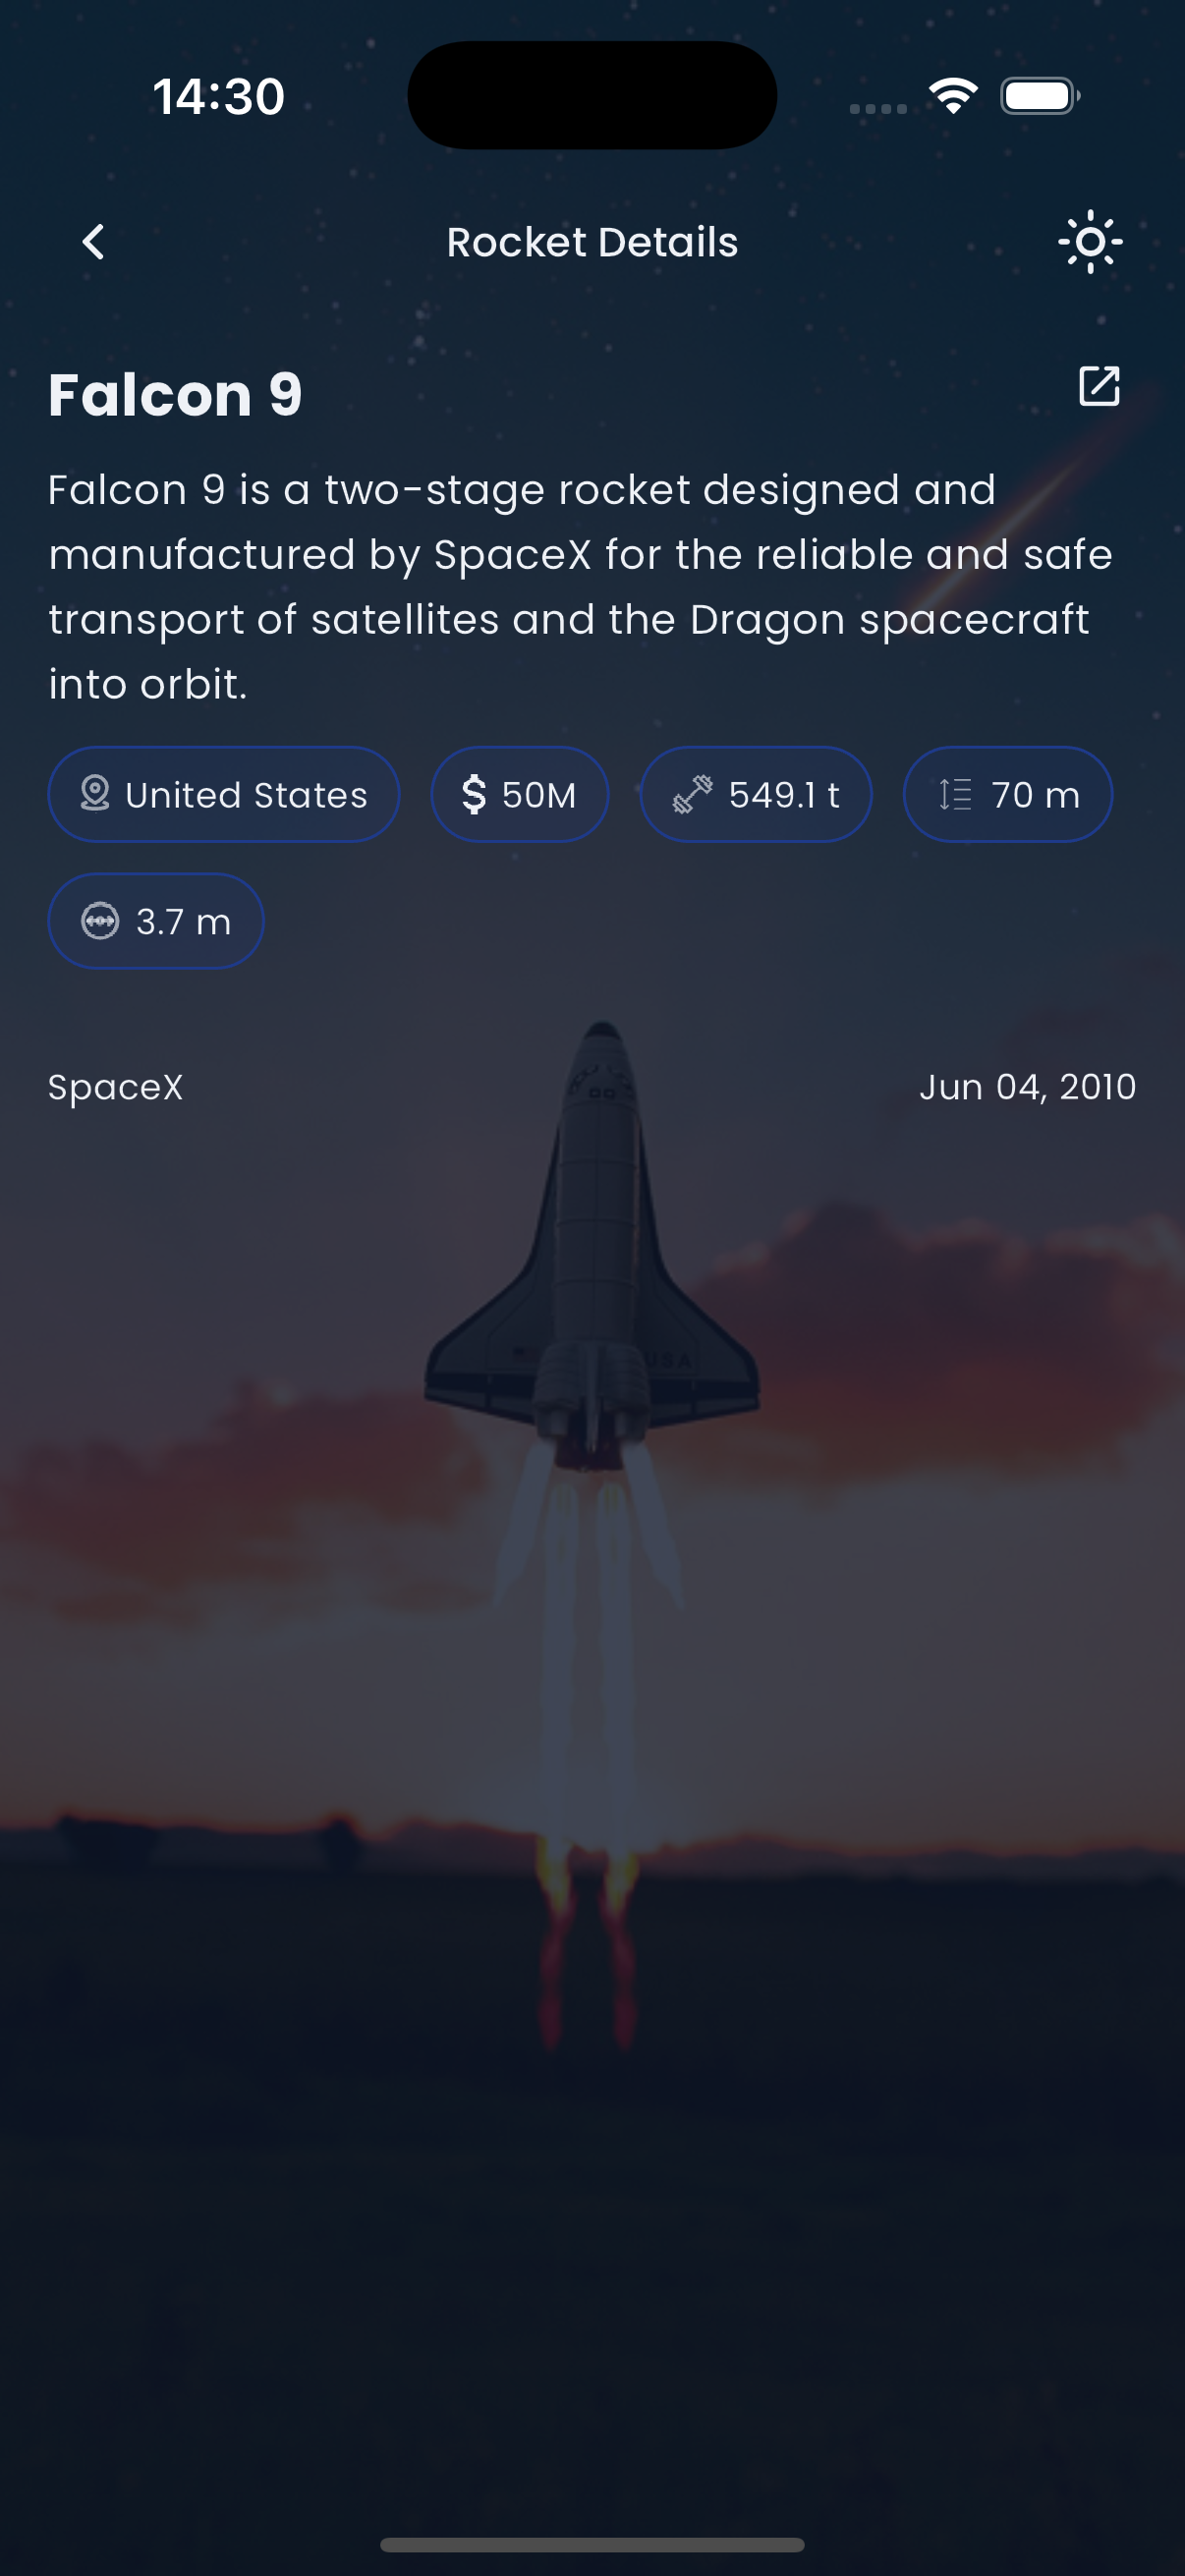 14:30
Rocket Details
Falcon 9
Falcon 9 is a two-stage rocket designed and
manufactured by SpaceX for the reliable and safe
transport of satellites and the Dragon spacecraft
into orbit.
United States
$ 50M
549.1 t
70 m
3.7 m
SpaceX
Jun 04, 2010
USA